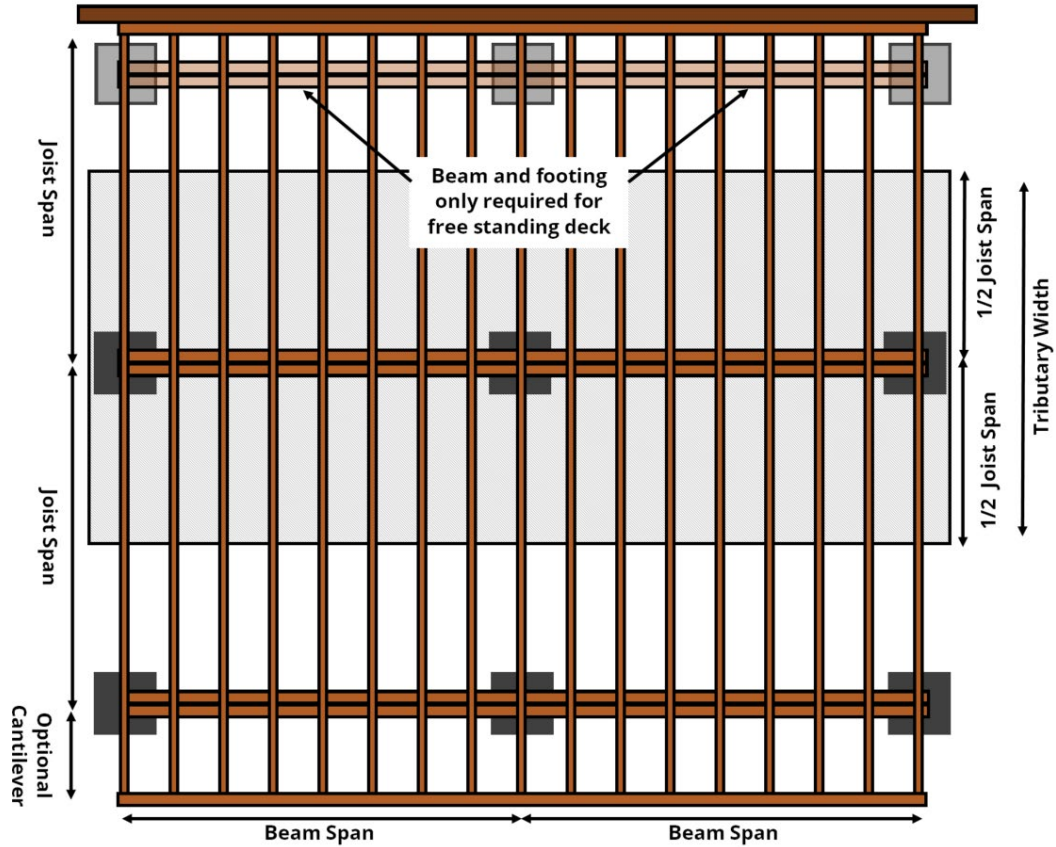 Joist Span
Beam and footing
only required for
free standing deck
1/2 Joist Span
Tributary Width
1/2 Joist Span
Joist Span
Optional
Cantilever
Beam Span
Beam Span